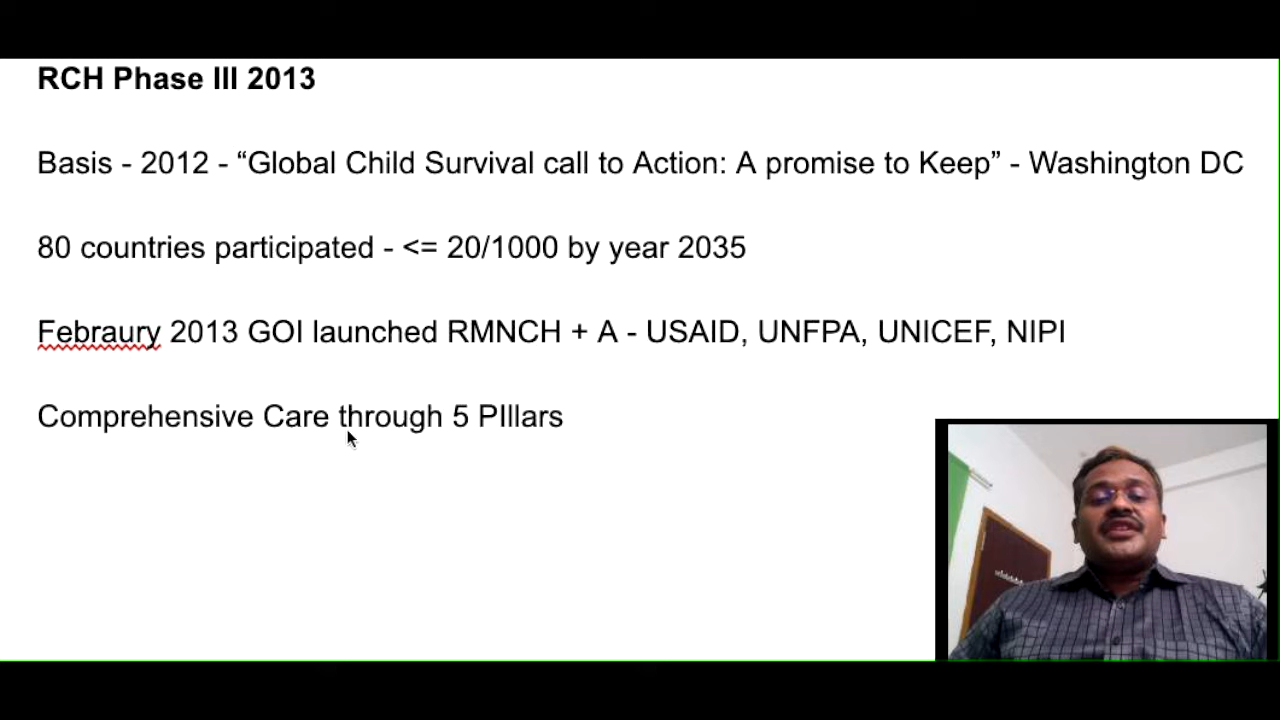 RCH Phase III 2013
Basis - 2012 - “Global Child Survival call to Action: A promise to Keep” - Washington DC
80 countries participated - <= 20/1000 by year 2035
Febraury 2013 GOI launched RMNCH + A - USAID, UNFPA, UNICEF, NIPI
Comprehensive Care through 5 PIllars